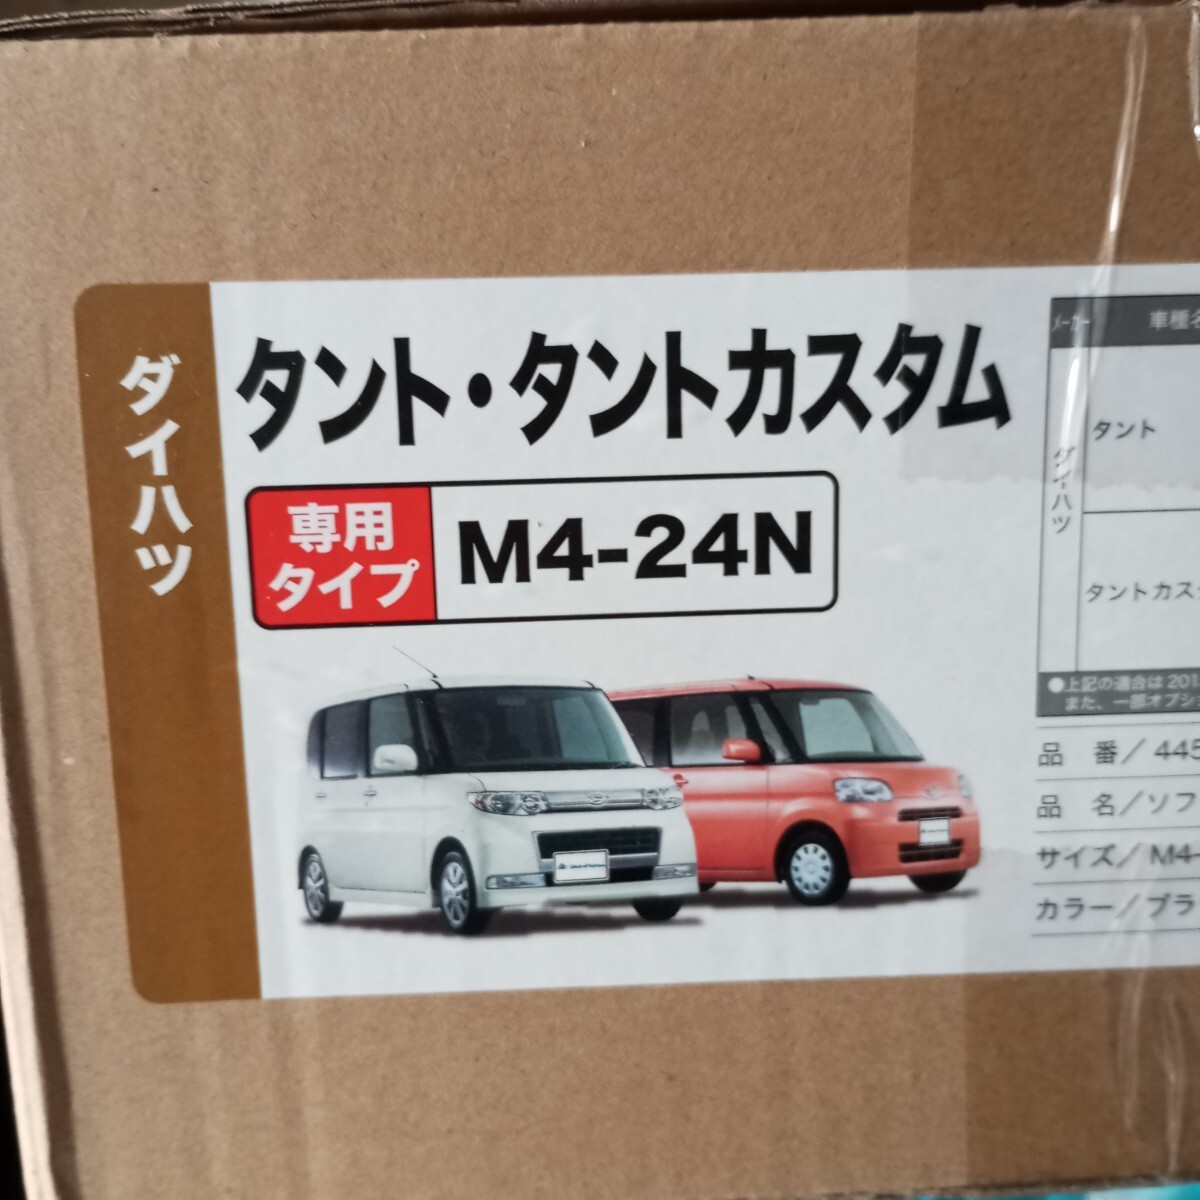 ダイハツ
タント・タントカスタム
専用
タイプ
M4-24N
メーカー
車種名
ダイハツ
タント
タントカス
●上記の適合は 201
また、一部オプシ
品 番／ 445
品 名／ソフ
サイズ／ M4-
カラー／ブラ